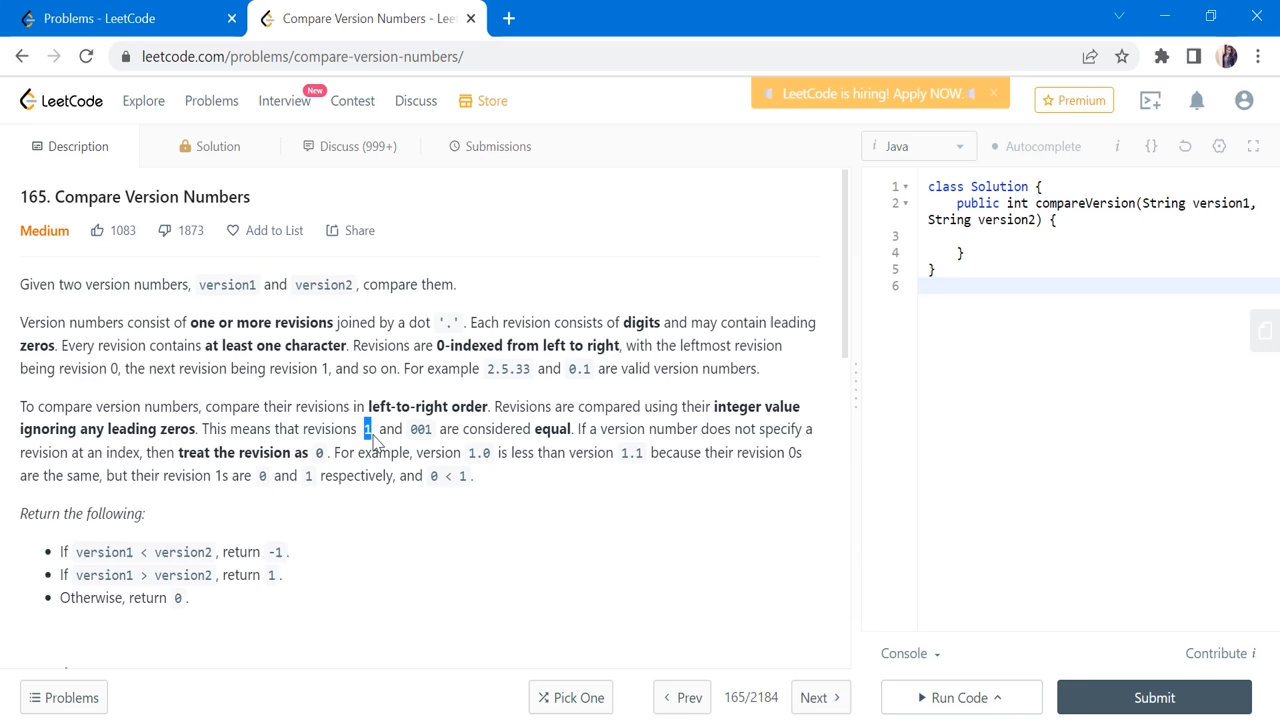 Problems - LeetCode
Compare Version Numbers - Lee
leetcode.com/problems/compare-version-numbers/
LeetCode
Explore
Problems
Interview
New
Contest
Discuss
Store
LeetCode is hiring! Apply NOW.
Premium
Description
Solution
Discuss (999+)
Submissions
i Java
Autocomplete
i
{}
165. Compare Version Numbers
Medium
1083
1873
Add to List
Share
Given two version numbers, version1 and version2, compare them.
Version numbers consist of one or more revisions joined by a dot '.'. Each revision consists of digits and may contain leading
zeros. Every revision contains at least one character. Revisions are 0-indexed from left to right, with the leftmost revision
being revision 0, the next revision being revision 1, and so on. For example 2.5.33 and 0.1 are valid version numbers.
To compare version numbers, compare their revisions in left-to-right order. Revisions are compared using their integer value
ignoring any leading zeros. This means that revisions 1 and 001 are considered equal. If a version number does not specify a
revision at an index, then treat the revision as 0. For example, version 1.0 is less than version 1.1 because their revision 0s
are the same, but their revision 1s are 0 and 1 respectively, and 0 < 1.
Return the following:
• If version1 < version2, return -1.
• If version1 > version2, return 1.
• Otherwise, return 0.
1 class Solution {
2 public int compareVersion(String version1,
String version2) {
3
4 }
5 }
6
Console
Contribute i
Problems
Pick One
Prev
165/2184
Next
Run Code
Submit